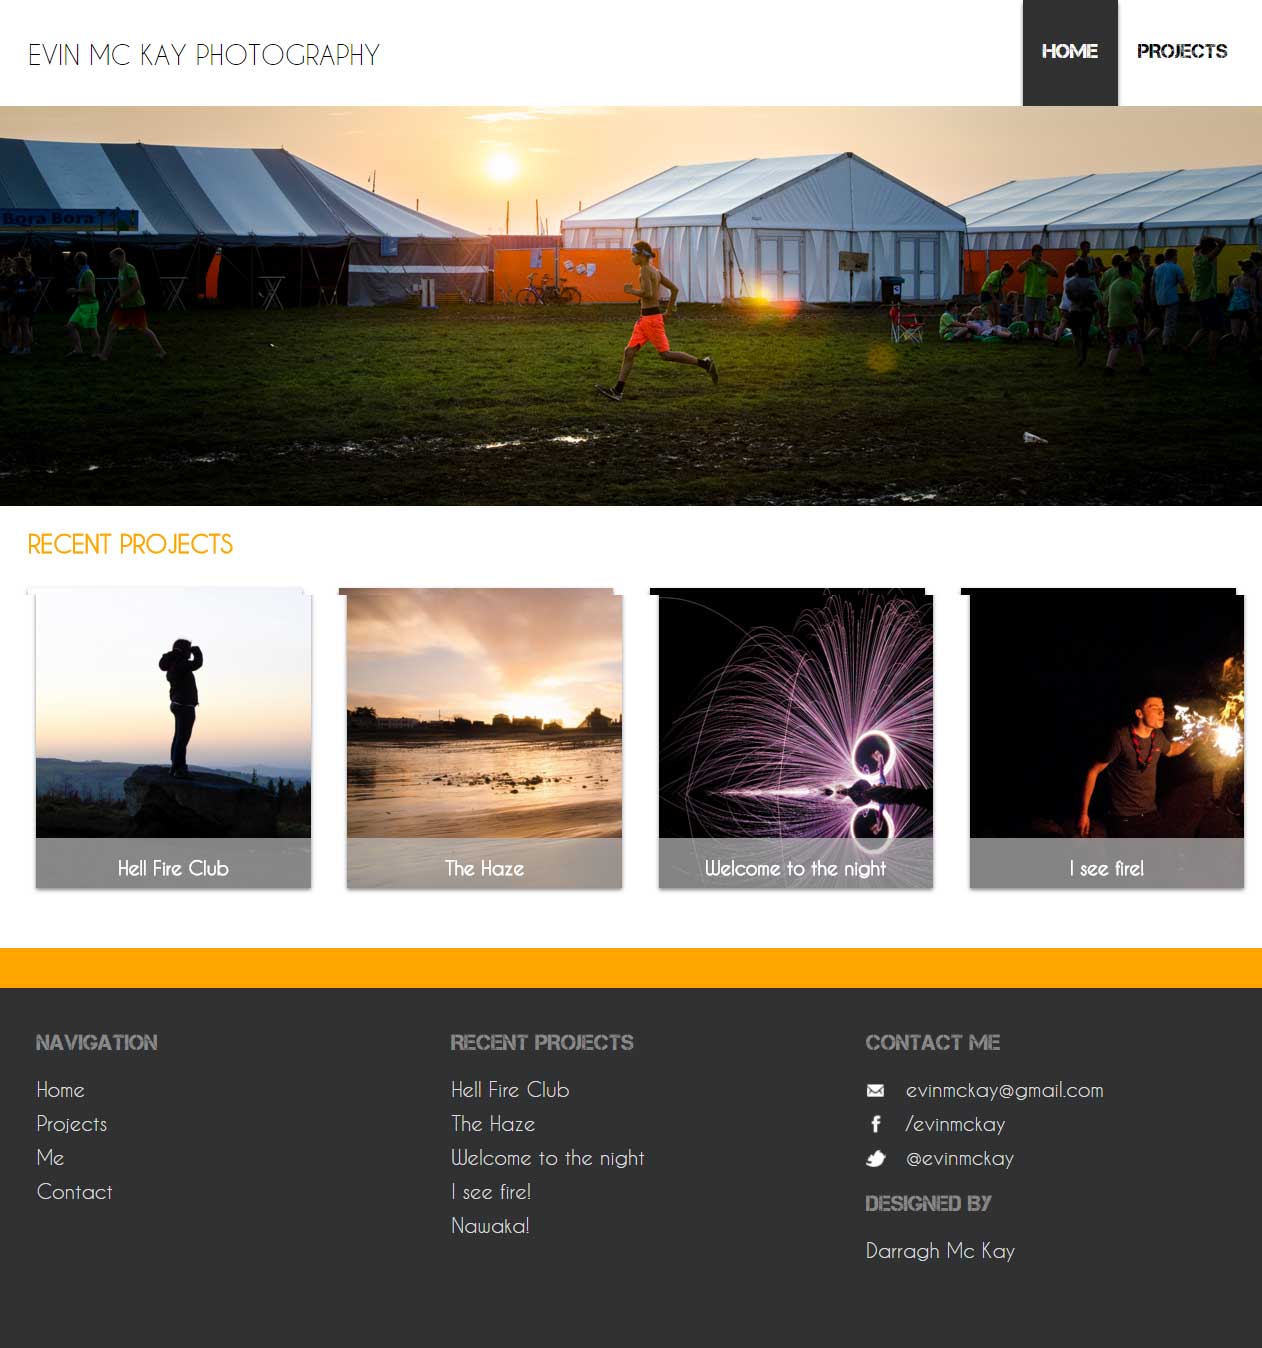 EVIN MC KAY PHOTOGRAPHY
HOME PROJECTS
Bora Bora
3
RECENT PROJECTS
Hell Fire Club
The Haze
Welcome to the night
I see fire!
NAVIGATION
Home
Projects
Me
Contact
RECENT PROJECTS
Hell Fire Club
The Haze
Welcome to the night
I see fire!
Nawaka!
CONTACT ME
evinmckay@gmail.com
/evinmckay
@evinmckay
DESIGNED BY
Darragh Mc Kay